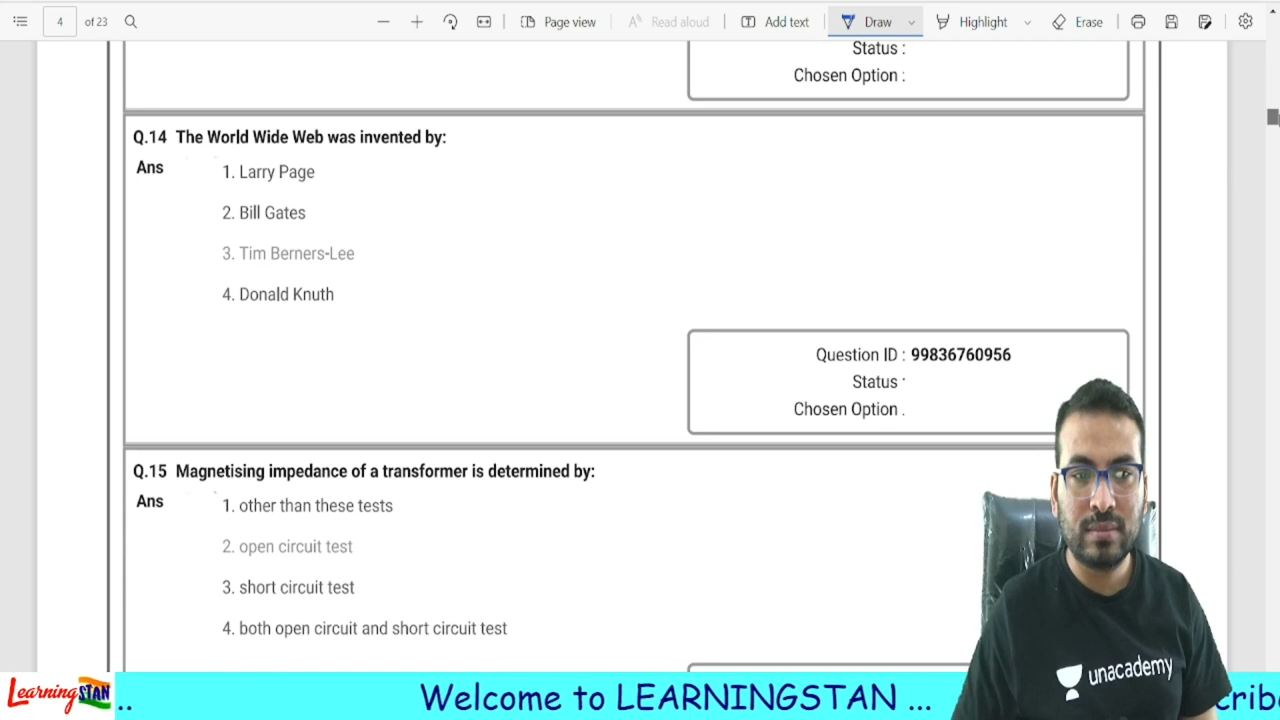 4 of 23 Page view Read aloud Add text Draw Highlight Erase
Status :
Chosen Option :
Q.14 The World Wide Web was invented by:
Ans 1. Larry Page
2. Bill Gates
3. Tim Berners-Lee
4. Donald Knuth
Question ID : 99836760956
Status
Chosen Option
Q.15 Magnetising impedance of a transformer is determined by:
Ans 1. other than these tests
2. open circuit test
3. short circuit test
4. both open circuit and short circuit test
unacademy
LearningSTAN .. Welcome to LEARNINGSTAN ...